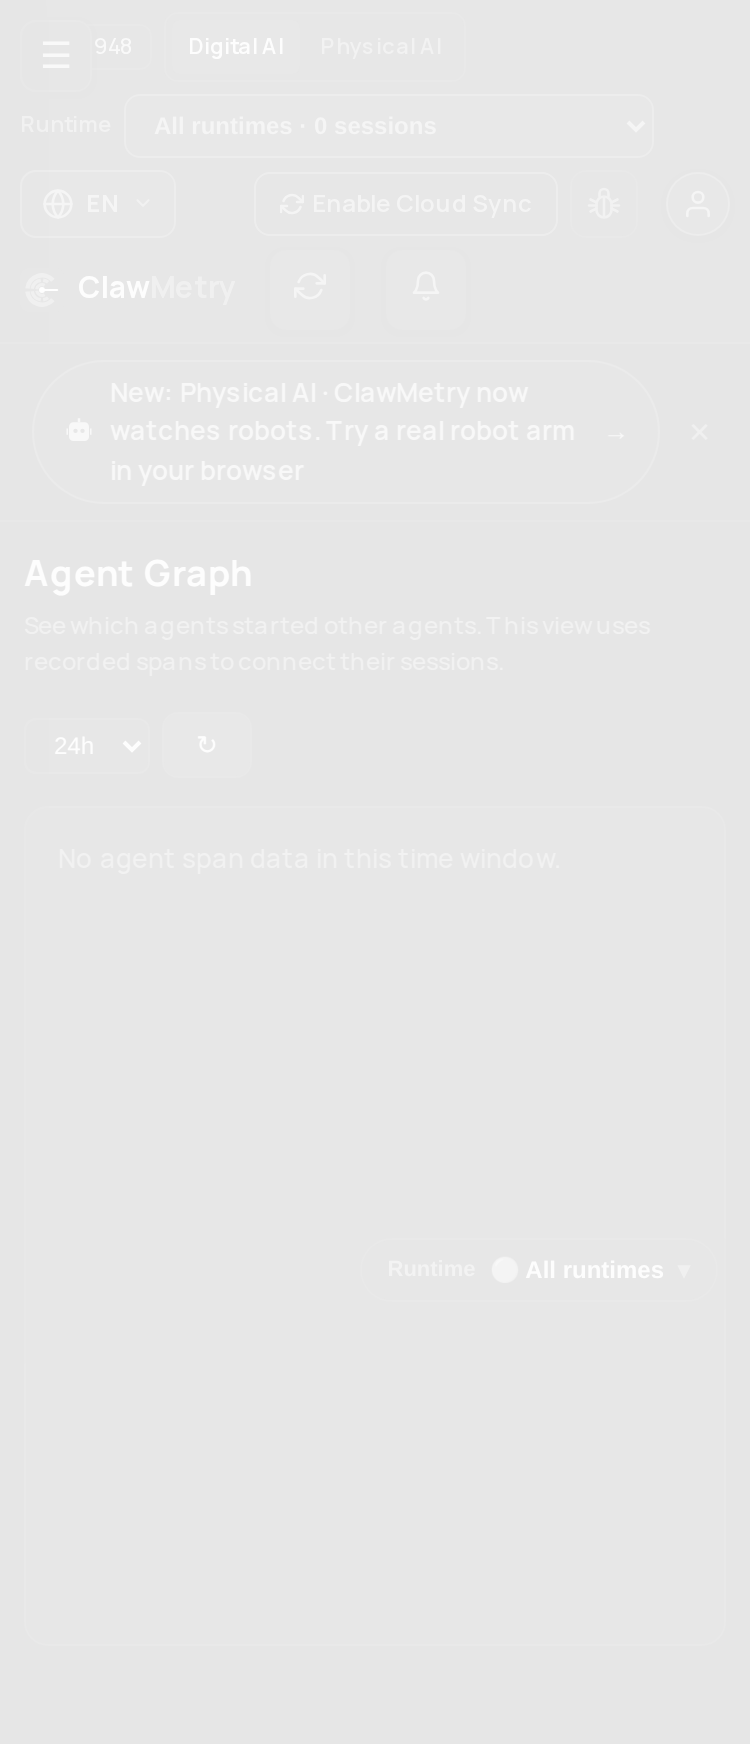 948
Digital AI
Physical AI
Runtime
All runtimes · 0 sessions
EN
Enable Cloud Sync
ClawMetry
New: Physical AI · ClawMetry now
watches robots. Try a real robot arm →
in your browser
Agent Graph
See which agents started other agents. This view uses
recorded spans to connect their sessions.
24h
No agent span data in this time window.
Runtime All runtimes